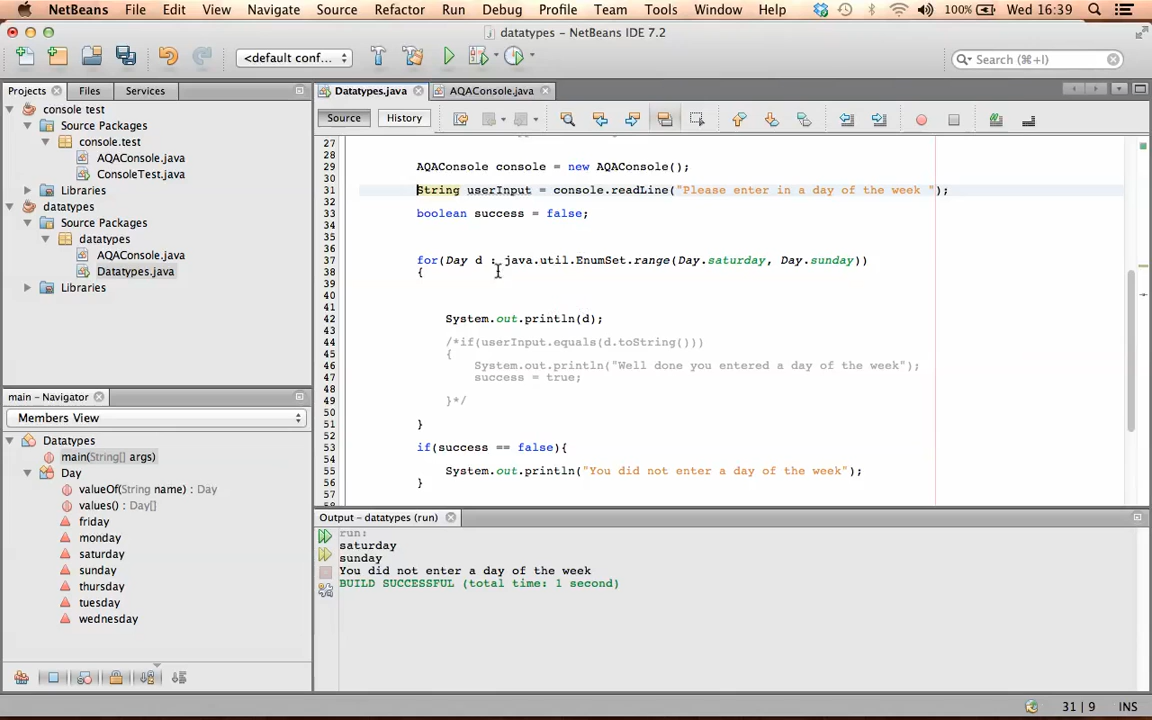 NetBeans File Edit View Navigate Source Refactor Run Debug Profile Team Tools Window Help 100% Wed 16:39
datatypes – NetBeans IDE 7.2
<default conf... Search (⌘+I)
Projects Files Services
console test
Source Packages
console.test
AQAConsole.java
ConsoleTest.java
Libraries
datatypes
Source Packages
datatypes
AQAConsole.java
Datatypes.java
Libraries
main – Navigator
Members View
Datatypes
main(String[] args)
Day
valueOf(String name) : Day
values() : Day[]
friday
monday
saturday
sunday
thursday
tuesday
wednesday
Datatypes.java AQAConsole.java
Source History
27
28
29 AQAConsole console = new AQAConsole();
30
31 String userInput = console.readLine("Please enter in a day of the week ");
32
33 boolean success = false;
34
35
36
37 for(Day d : java.util.EnumSet.range(Day.saturday, Day.sunday))
38 {
39
40
41
42 System.out.println(d);
43
44 /*if(userInput.equals(d.toString()))
45 {
46 System.out.println("Well done you entered a day of the week");
47 success = true;
48
49 }*/
50
51 }
52
53 if(success == false){
54
55 System.out.println("You did not enter a day of the week");
56 }
57
Output – datatypes (run)
run:
saturday
sunday
You did not enter a day of the week
BUILD SUCCESSFUL (total time: 1 second)
31 | 9 INS